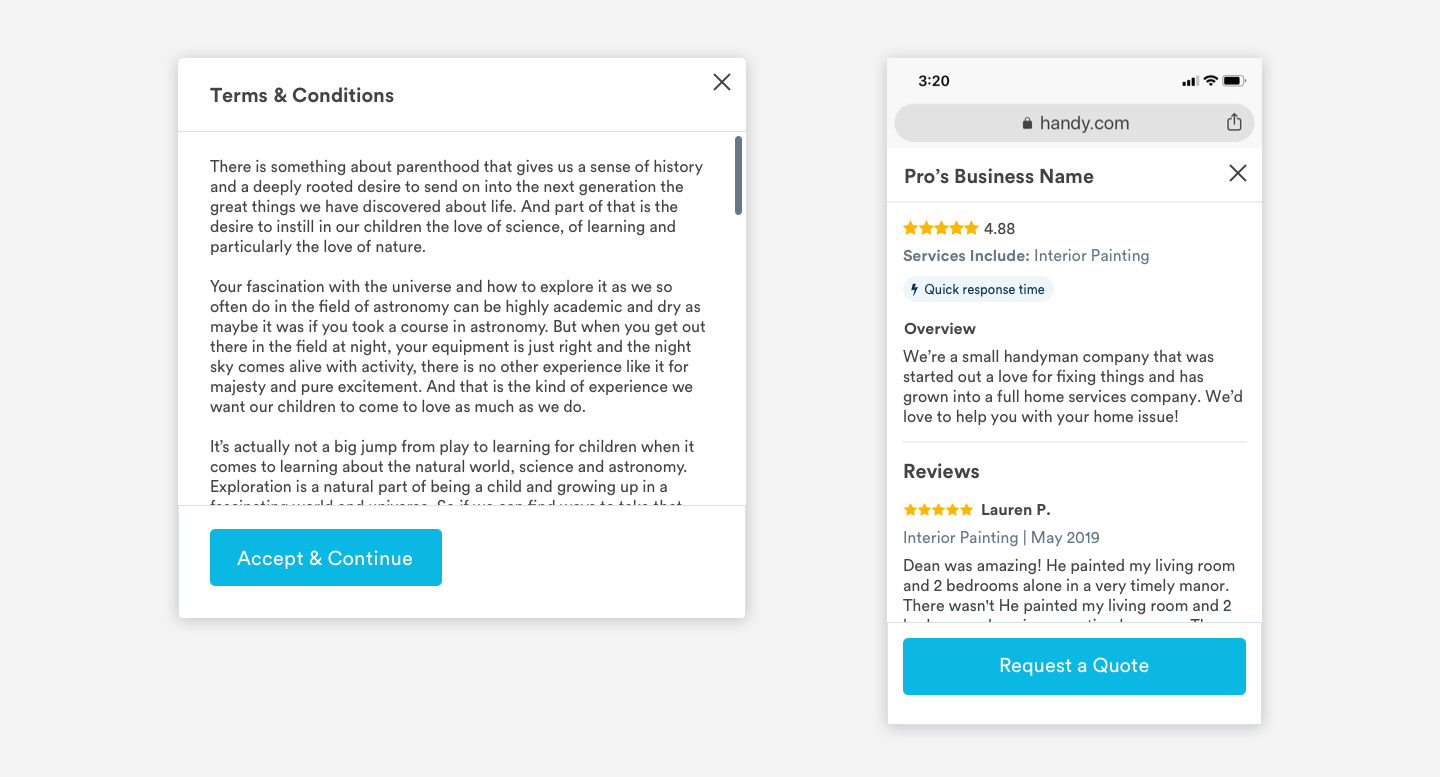 Terms & Conditions
There is something about parenthood that gives us a sense of history
and a deeply rooted desire to send on into the next generation the
great things we have discovered about life. And part of that is the
desire to instill in our children the love of science, of learning and
particularly the love of nature.
Your fascination with the universe and how to explore it as we so
often do in the field of astronomy can be highly academic and dry as
maybe it was if you took a course in astronomy. But when you get out
there in the field at night, your equipment is just right and the night
sky comes alive with activity, there is no other experience like it for
majesty and pure excitement. And that is the kind of experience we
want our children to come to love as much as we do.
It’s actually not a big jump from play to learning for children when it
comes to learning about the natural world, science and astronomy.
Exploration is a natural part of being a child and growing up in a
fascinating world and universe. So if we can find ways to take that
Accept & Continue
3:20
handy.com
Pro’s Business Name
4.88
Services Include: Interior Painting
Quick response time
Overview
We’re a small handyman company that was
started out a love for fixing things and has
grown into a full home services company. We’d
love to help you with your home issue!
Reviews
Lauren P.
Interior Painting | May 2019
Dean was amazing! He painted my living room
and 2 bedrooms alone in a very timely manor.
There wasn't He painted my living room and 2
Request a Quote